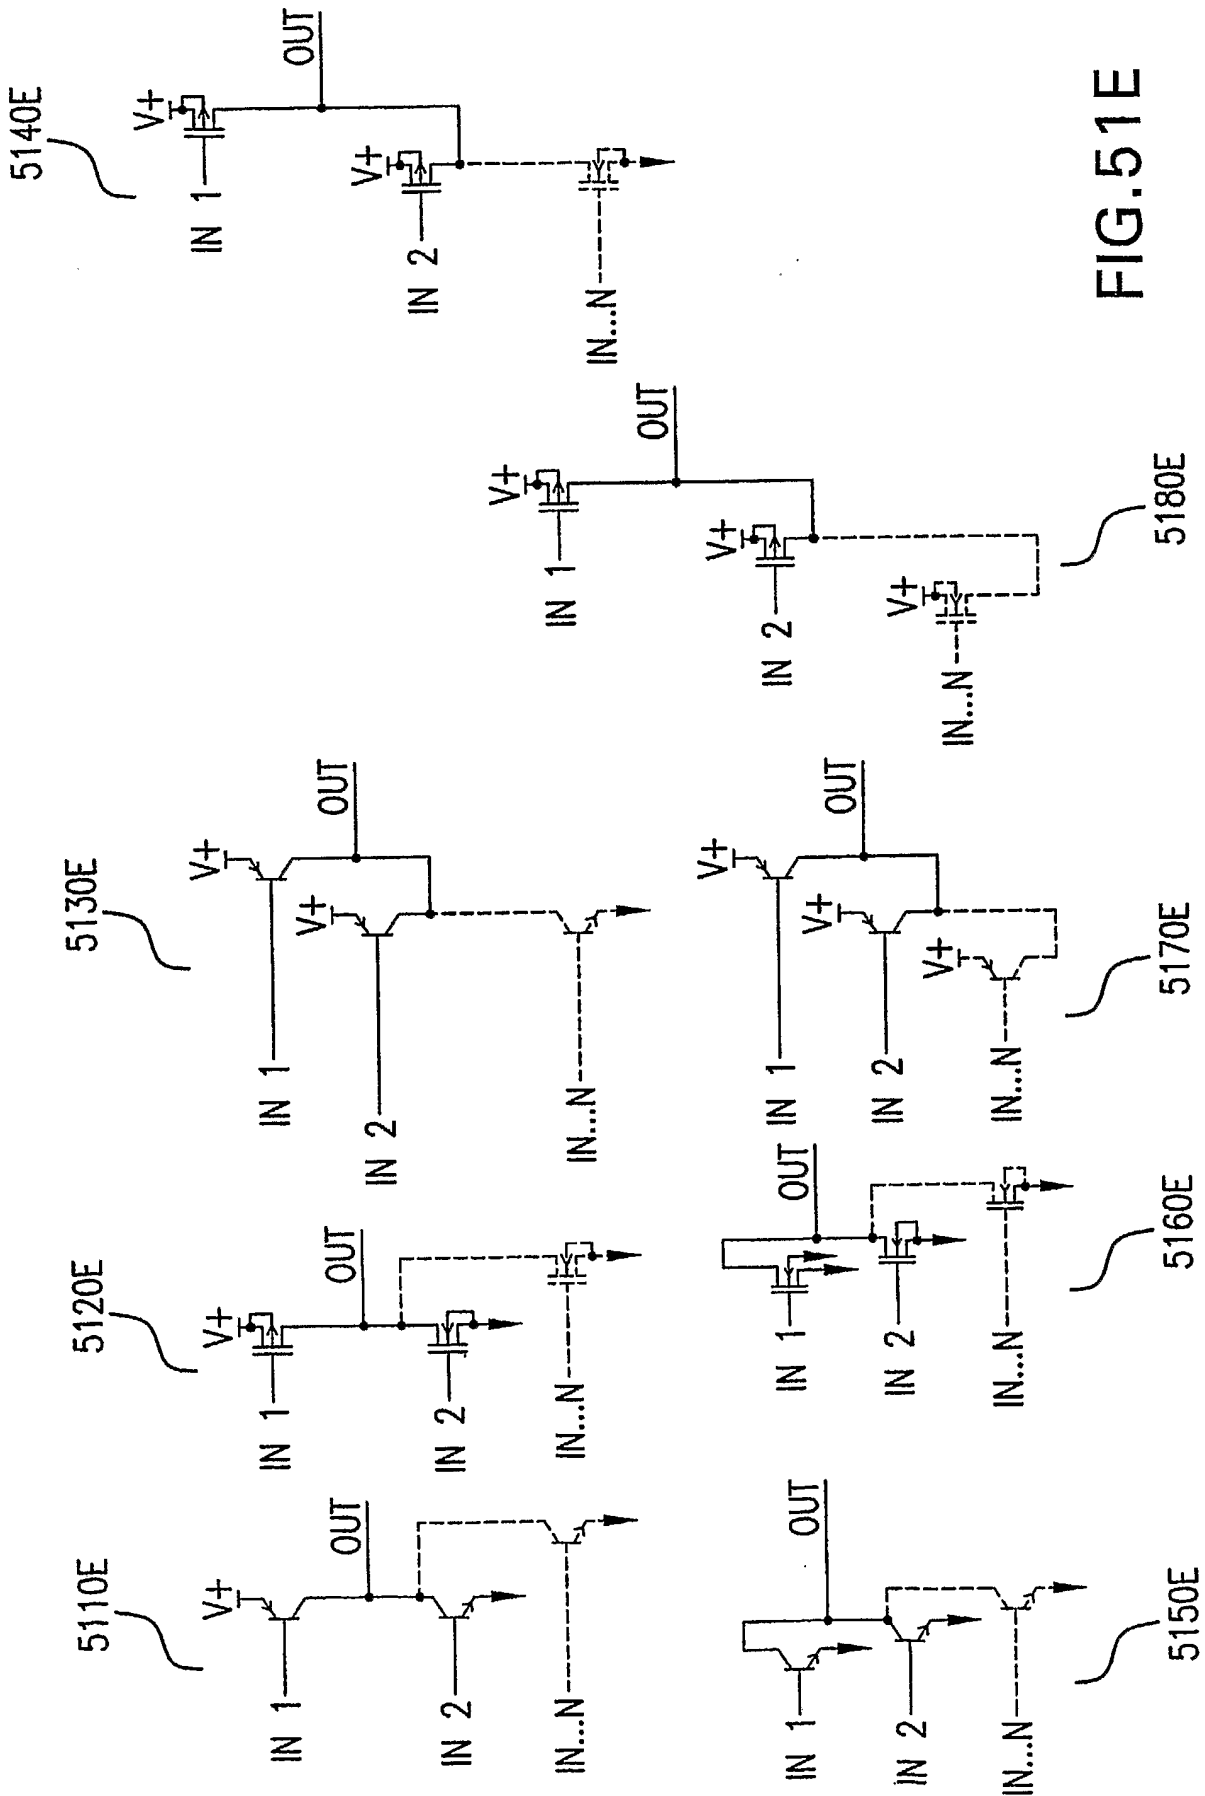 5110E
V+
IN 1
OUT
IN 2
IN...N
5120E
V+
IN 1
OUT
IN 2
IN...N
5130E
V+
IN 1
OUT
V+
IN 2
IN...N
5140E
V+
IN 1
OUT
V+
IN 2
IN...N
5150E
OUT
IN 1
IN 2
IN...N
5160E
OUT
IN 1
IN 2
IN...N
5170E
V+
IN 1
OUT
V+
IN 2
V+
IN...N
5180E
V+
IN 1
OUT
V+
IN 2
V+
IN...N
FIG.51E